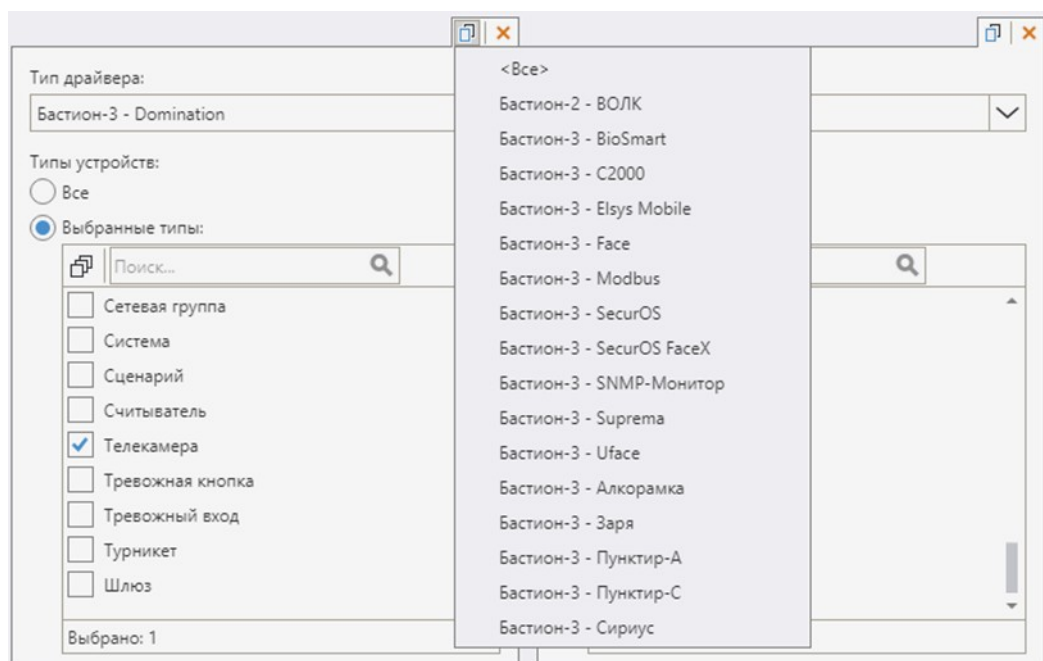 Тип драйвера:
Бастион-3 - Domination
Типы устройств:
Все
Выбранные типы:
Поиск...
Сетевая группа
Система
Сценарий
Считыватель
Телекамера
Тревожная кнопка
Тревожный вход
Турникет
Шлюз
Выбрано: 1
<Все>
Бастион-2 - ВОЛК
Бастион-3 - BioSmart
Бастион-3 - С2000
Бастион-3 - Elsys Mobile
Бастион-3 - Face
Бастион-3 - Modbus
Бастион-3 - SecurOS
Бастион-3 - SecurOS FaceX
Бастион-3 - SNMP-Монитор
Бастион-3 - Suprema
Бастион-3 - Uface
Бастион-3 - Алкорамка
Бастион-3 - Заря
Бастион-3 - Пунктир-А
Бастион-3 - Пунктир-С
Бастион-3 - Сириус